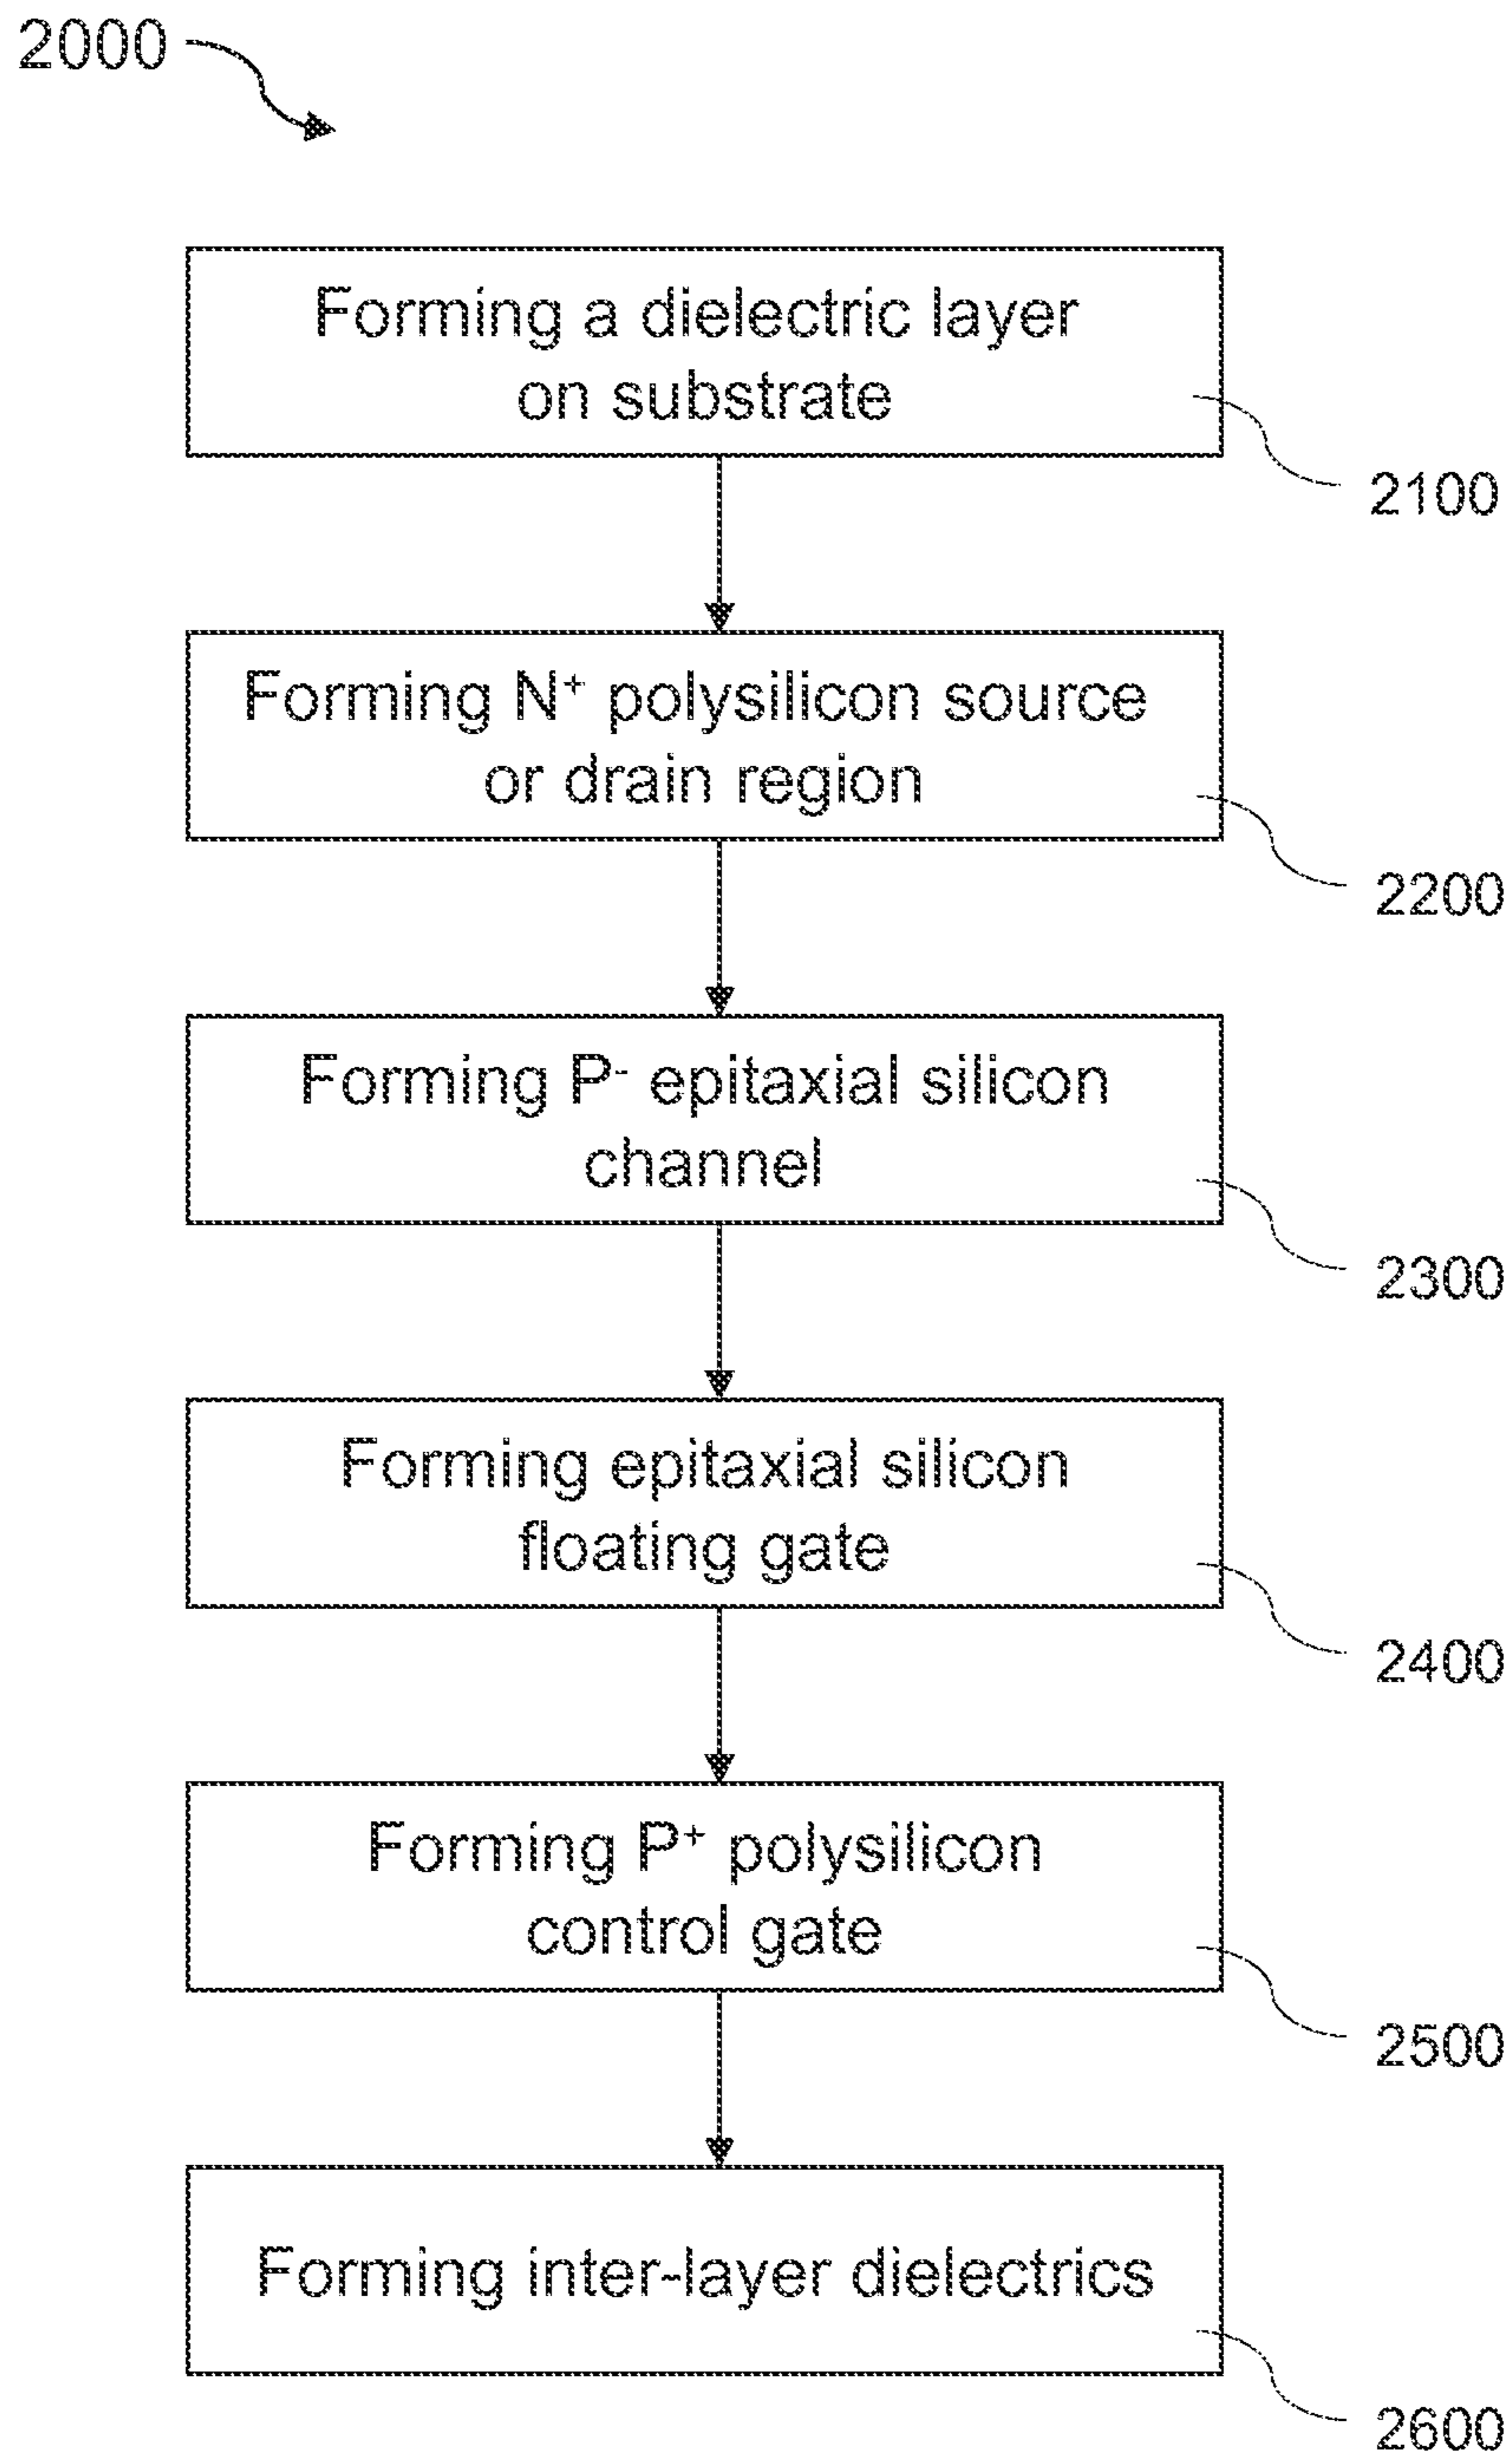 2000
Forming a dielectric layer
on substrate
2100
Forming N⁺ polysilicon source
or drain region
2200
Forming P⁻ epitaxial silicon
channel
2300
Forming epitaxial silicon
floating gate
2400
Forming P⁺ polysilicon
control gate
2500
Forming inter-layer dielectrics
2600